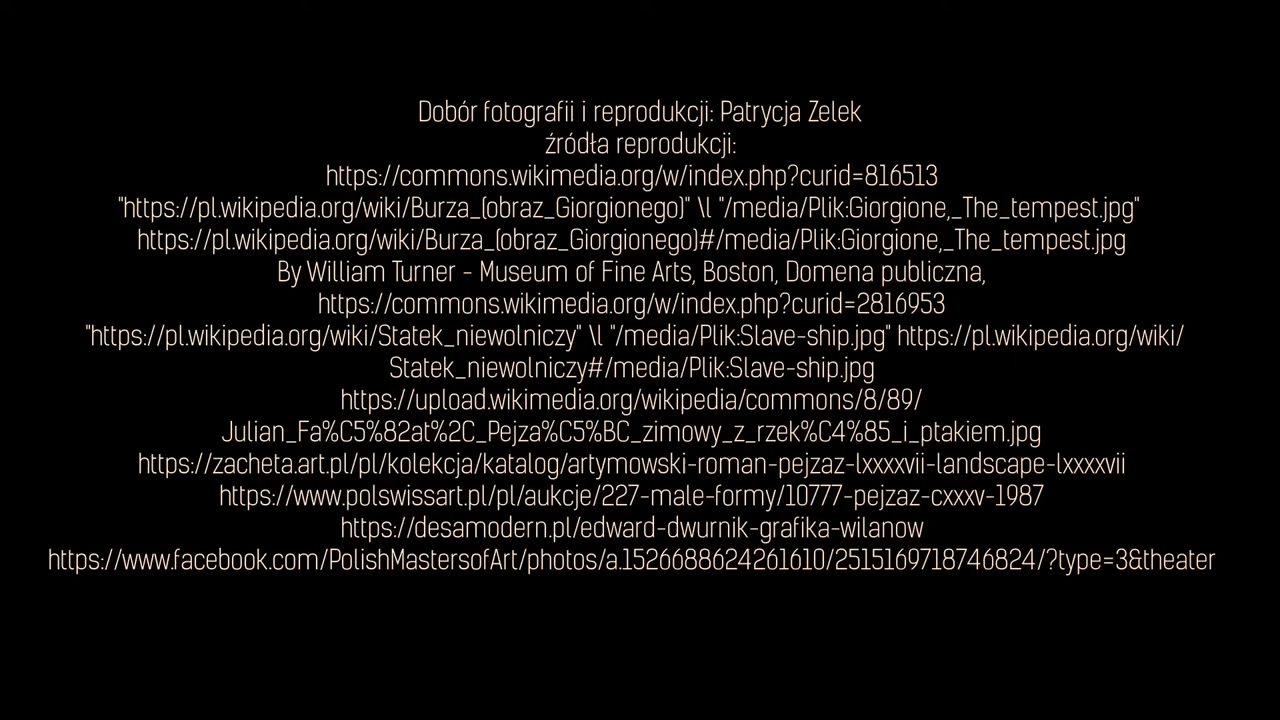 Dobór fotografii i reprodukcji: Patrycja Zelek
źródła reprodukcji:
https://commons.wikimedia.org/w/index.php?curid=816513
"https://pl.wikipedia.org/wiki/Burza_(obraz_Giorgionego)" \l "/media/Plik:Giorgione,_The_tempest.jpg"
https://pl.wikipedia.org/wiki/Burza_(obraz_Giorgionego)#/media/Plik:Giorgione,_The_tempest.jpg
By William Turner - Museum of Fine Arts, Boston, Domena publiczna,
https://commons.wikimedia.org/w/index.php?curid=2816953
"https://pl.wikipedia.org/wiki/Statek_niewolniczy" \l "/media/Plik:Slave-ship.jpg" https://pl.wikipedia.org/wiki/
Statek_niewolniczy#/media/Plik:Slave-ship.jpg
https://upload.wikimedia.org/wikipedia/commons/8/89/
Julian_Fa%C5%82at%2C_Pejza%C5%BC_zimowy_z_rzek%C4%85_i_ptakiem.jpg
https://zacheta.art.pl/pl/kolekcja/katalog/artymowski-roman-pejzaz-lxxxxvii-landscape-lxxxxvii
https://www.polswissart.pl/pl/aukcje/227-male-formy/10777-pejzaz-cxxxv-1987
https://desamodern.pl/edward-dwurnik-grafika-wilanow
https://www.facebook.com/PolishMastersofArt/photos/a.1526688624261610/2515169718746824/?type=3&theater